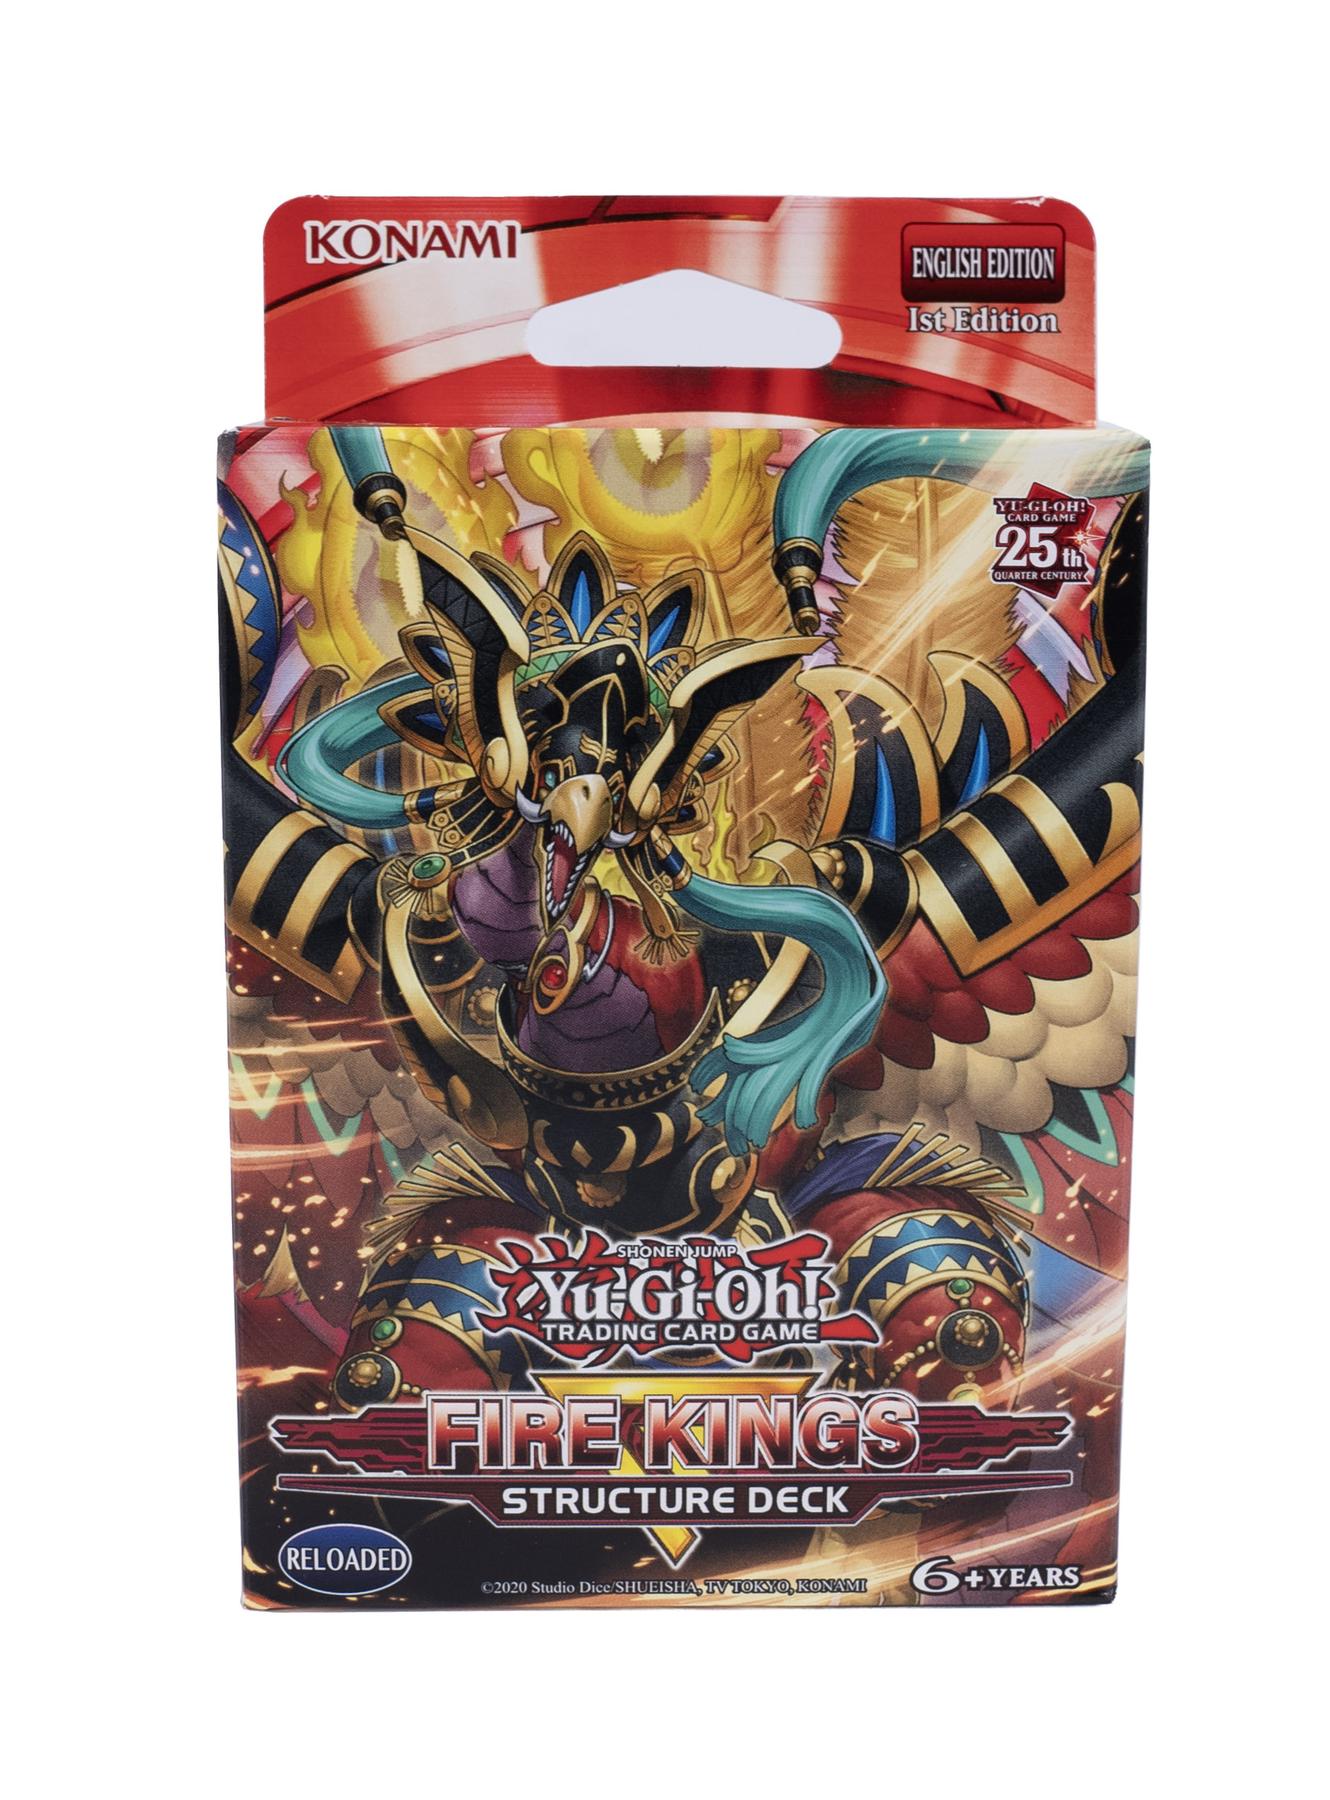 KONAMI
ENGLISH EDITION
1st Edition
YU-GI-OH!
CARD GAME
25th
QUARTER CENTURY
SHONEN JUMP
Yu-Gi-Oh!
TRADING CARD GAME
FIRE KINGS
STRUCTURE DECK
RELOADED
©2020 Studio Dice/SHUEISHA, TV TOKYO, KONAMI
6+YEARS